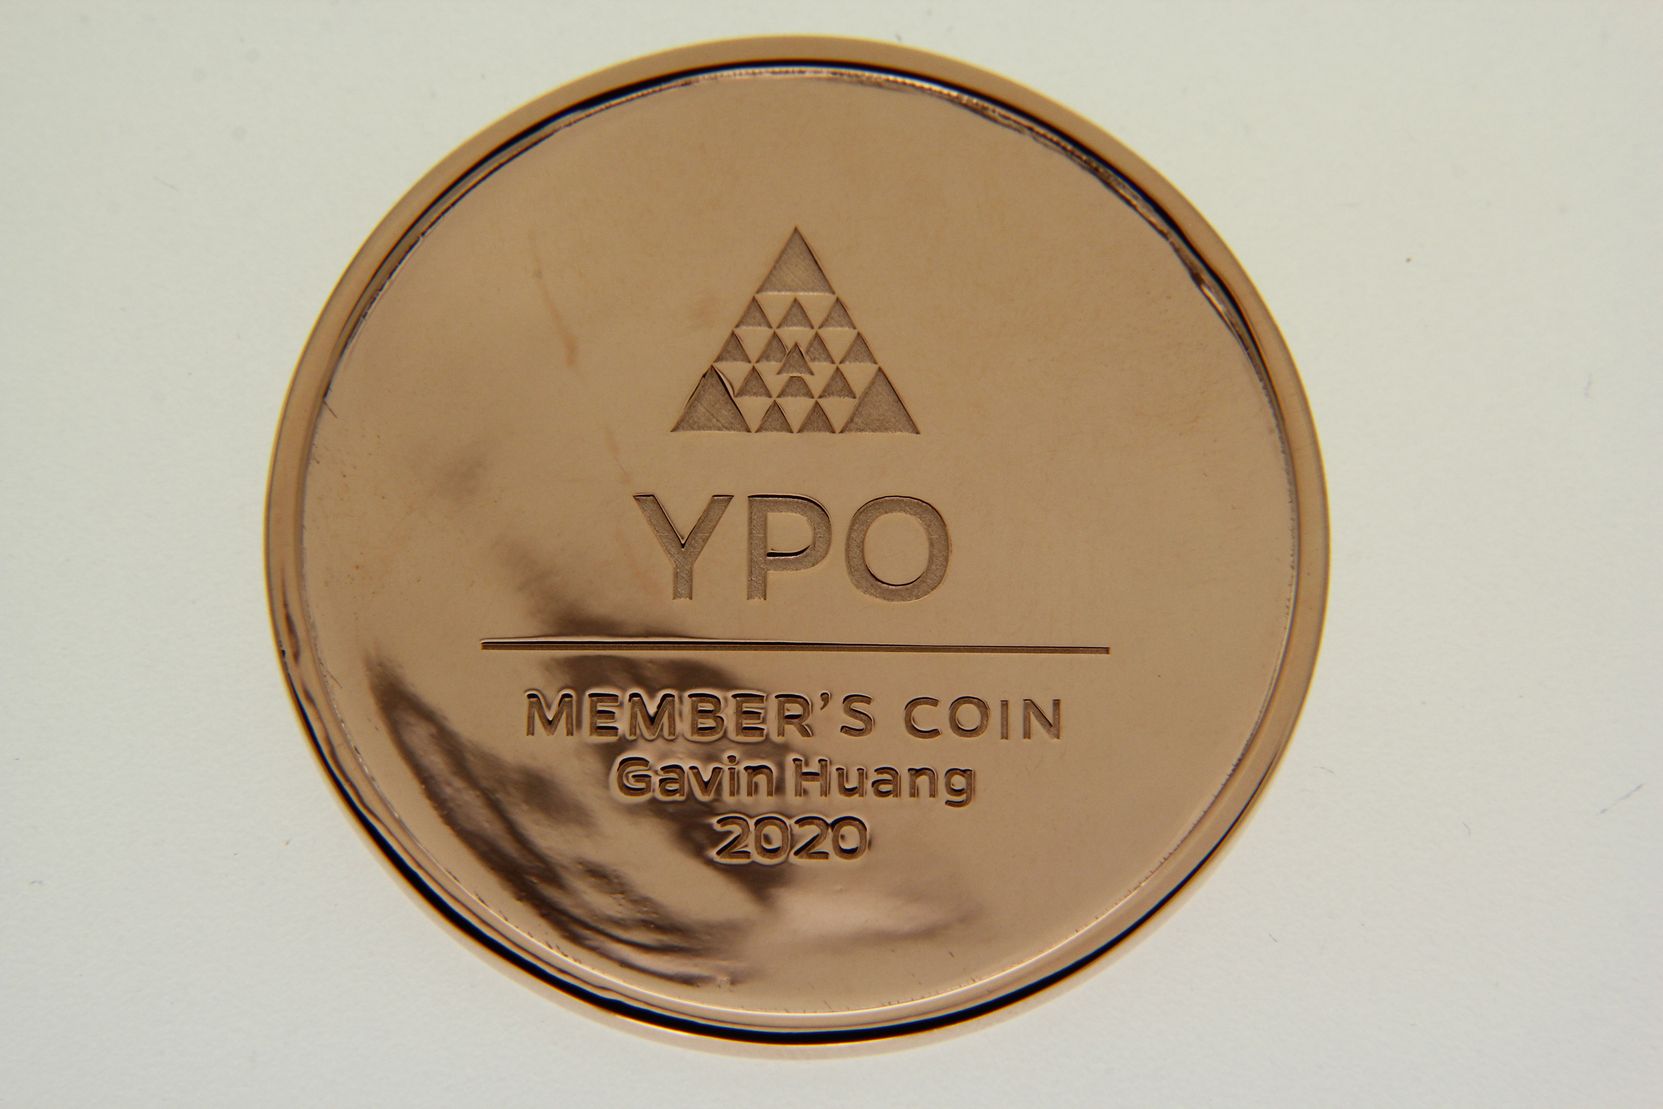 YPO
MEMBER'S COIN
Gavin Huang
2020